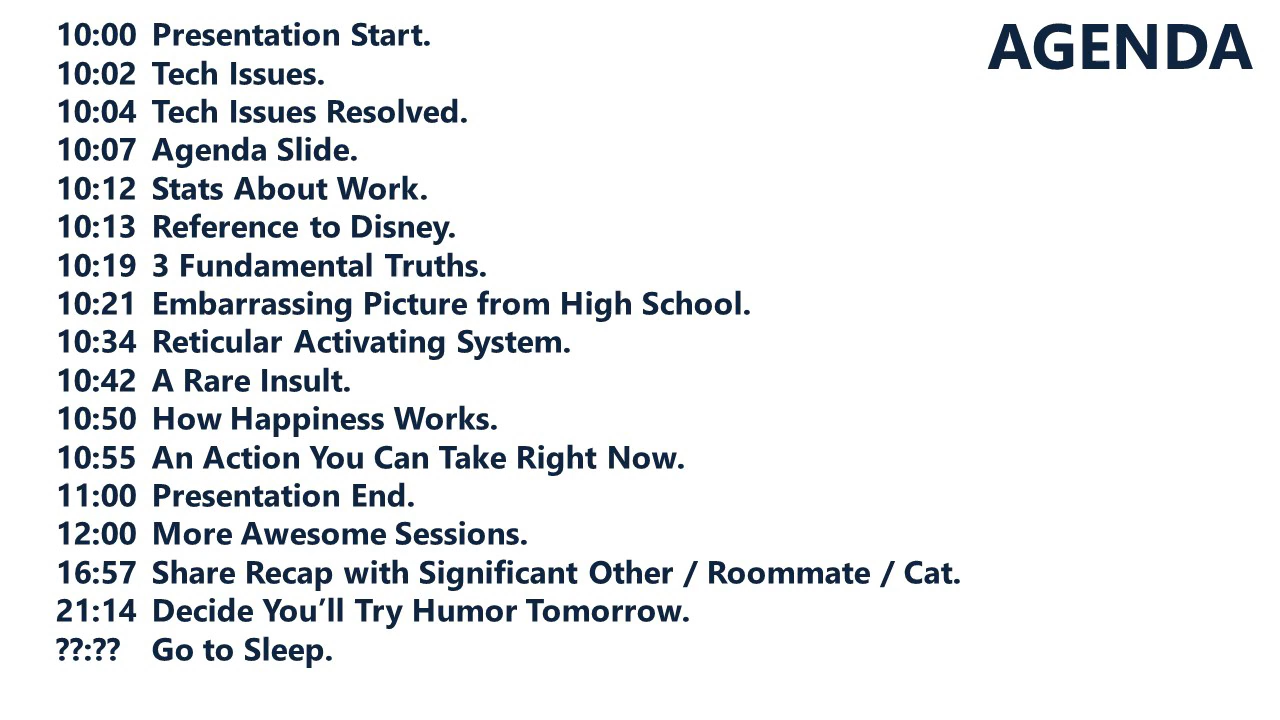 AGENDA
10:00 Presentation Start.
10:02 Tech Issues.
10:04 Tech Issues Resolved.
10:07 Agenda Slide.
10:12 Stats About Work.
10:13 Reference to Disney.
10:19 3 Fundamental Truths.
10:21 Embarrassing Picture from High School.
10:34 Reticular Activating System.
10:42 A Rare Insult.
10:50 How Happiness Works.
10:55 An Action You Can Take Right Now.
11:00 Presentation End.
12:00 More Awesome Sessions.
16:57 Share Recap with Significant Other / Roommate / Cat.
21:14 Decide You’ll Try Humor Tomorrow.
??:?? Go to Sleep.